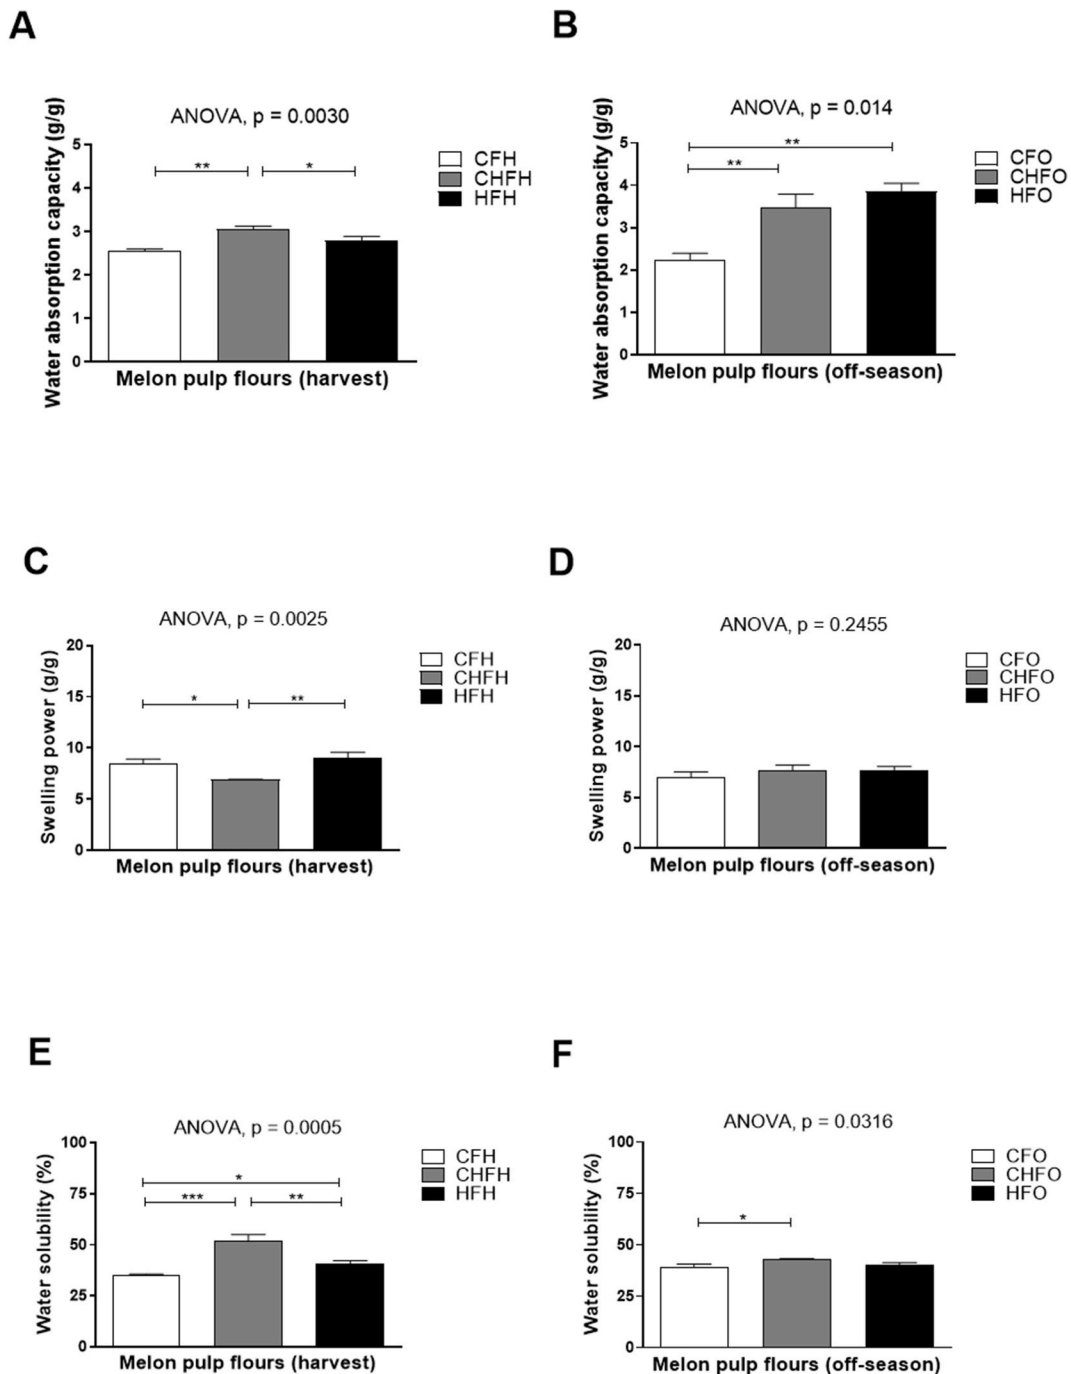 A
ANOVA, p = 0.0030
Water absorption capacity (g/g)
5
4
3
2
1
0
**
*
CFH
CHFH
HFH
Melon pulp flours (harvest)
B
ANOVA, p = 0.014
Water absorption capacity (g/g)
5
4
3
2
1
0
**
**
CFO
CHFO
HFO
Melon pulp flours (off-season)
C
ANOVA, p = 0.0025
Swelling power (g/g)
20
15
10
5
0
*
**
CFH
CHFH
HFH
Melon pulp flours (harvest)
D
ANOVA, p = 0.2455
Swelling power (g/g)
20
15
10
5
0
CFO
CHFO
HFO
Melon pulp flours (off-season)
E
ANOVA, p = 0.0005
Water solubility (%)
100
75
50
25
0
*
***
**
CFH
CHFH
HFH
Melon pulp flours (harvest)
F
ANOVA, p = 0.0316
Water solubility (%)
100
75
50
25
0
*
CFO
CHFO
HFO
Melon pulp flours (off-season)